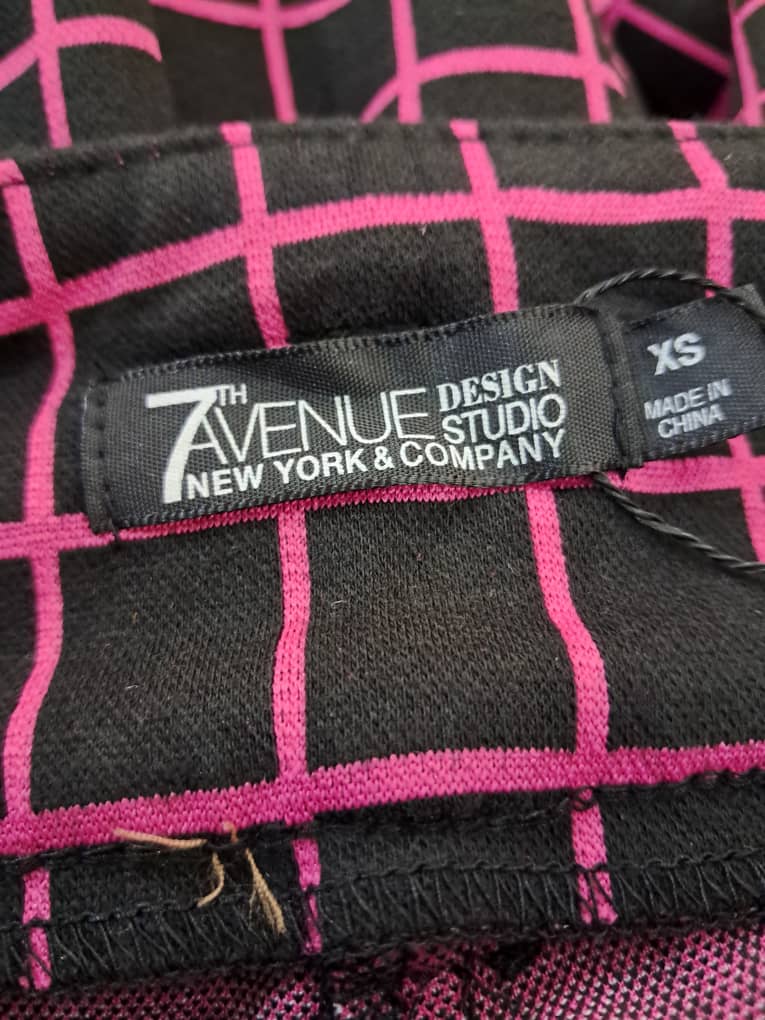 7TH AVENUE DESIGN STUDIO
NEW YORK & COMPANY
XS
MADE IN
CHINA